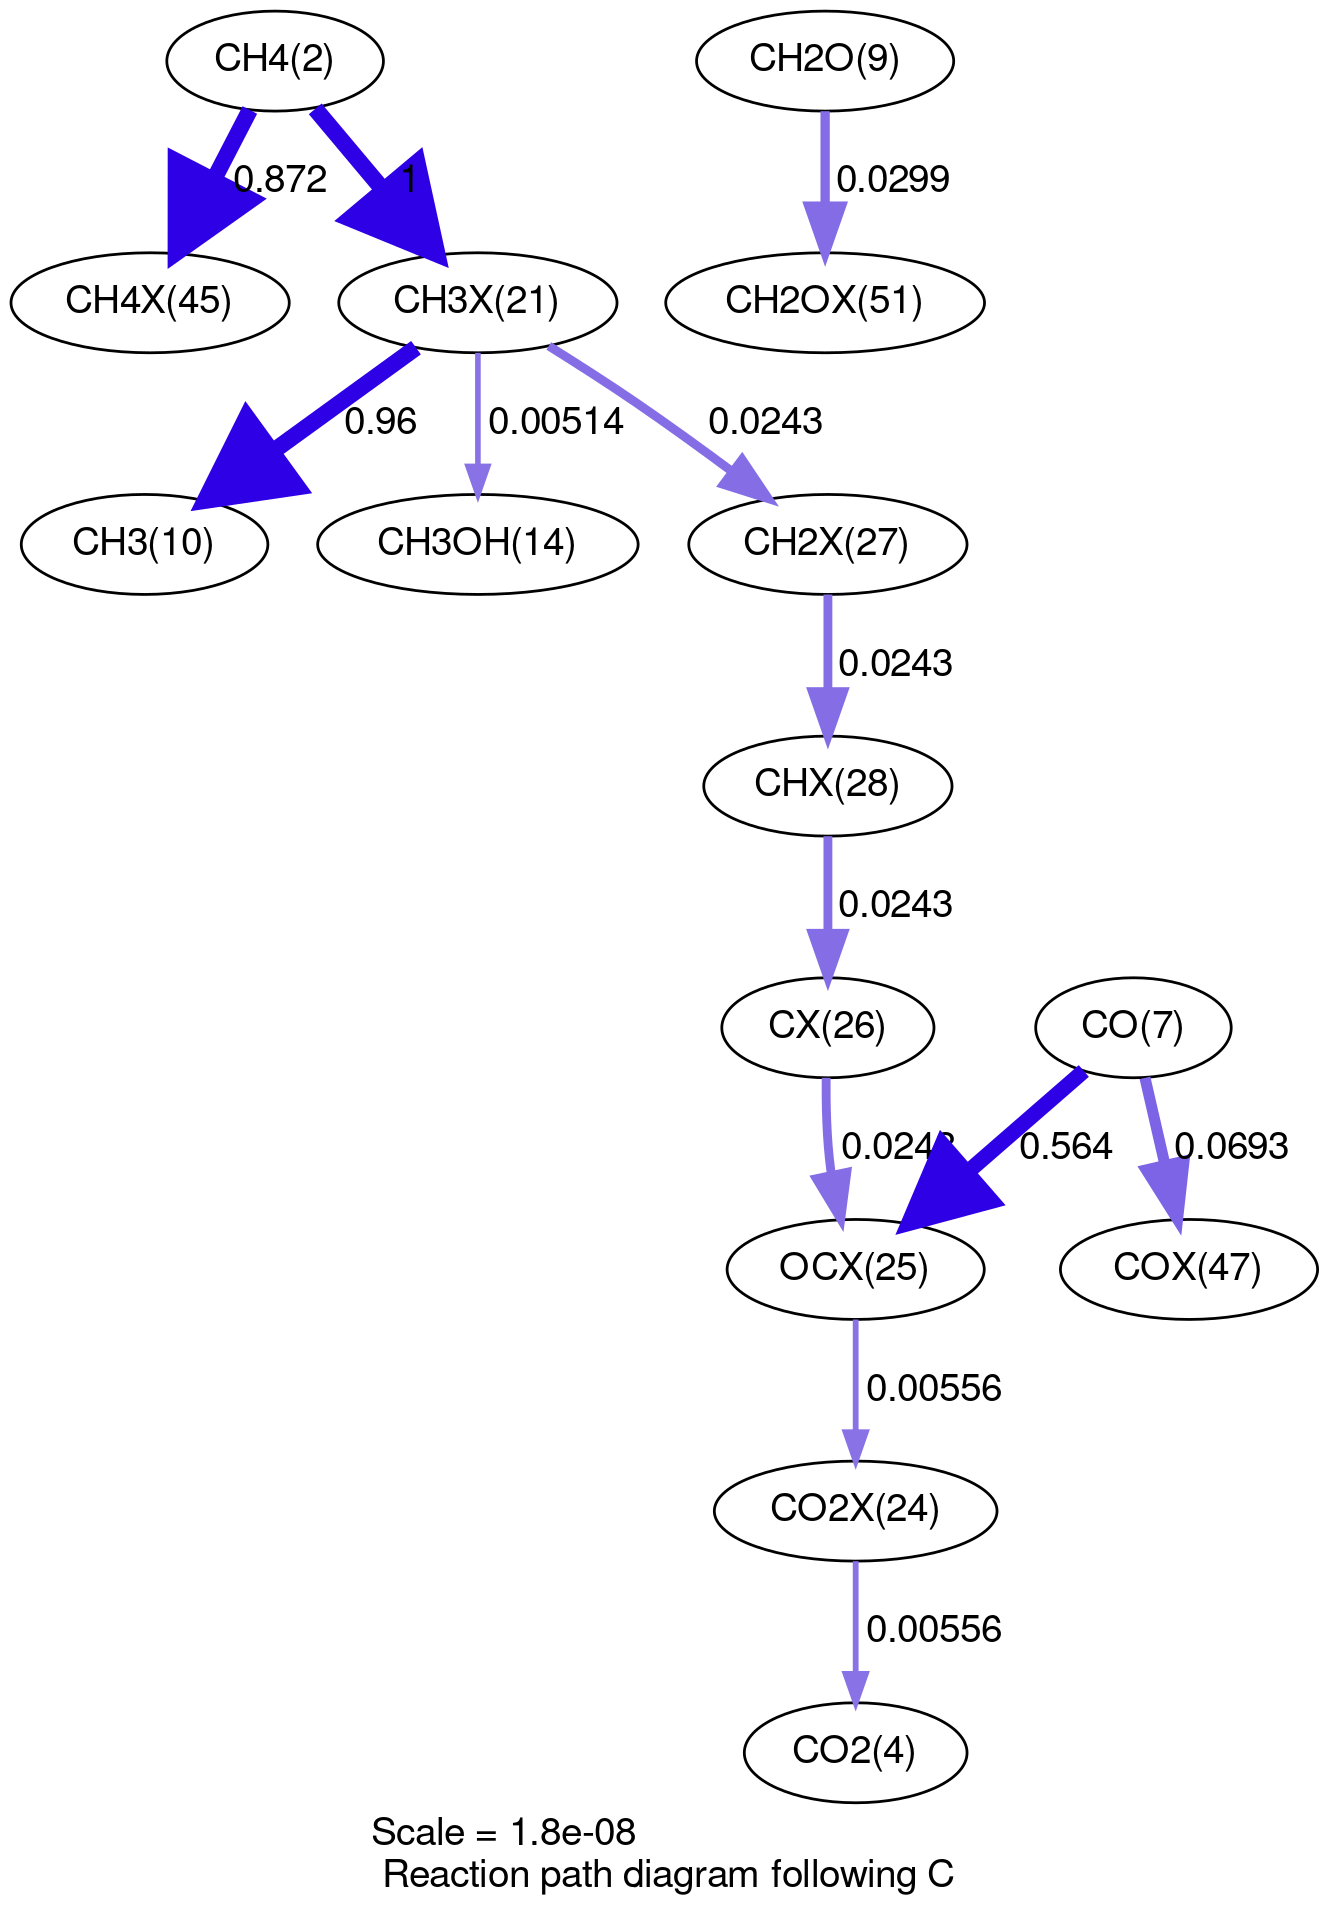 CH4(2)
CH2O(9)
0.872
1
0.0299
CH4X(45)
CH3X(21)
CH2OX(51)
0.96
0.00514
0.0243
CH3(10)
CH3OH(14)
CH2X(27)
0.0243
CHX(28)
0.0243
CX(26)
CO(7)
0.564
0.0693
OCX(25)
COX(47)
0.00556
CO2X(24)
0.00556
CO2(4)
Scale = 1.8e-08
Reaction path diagram following C